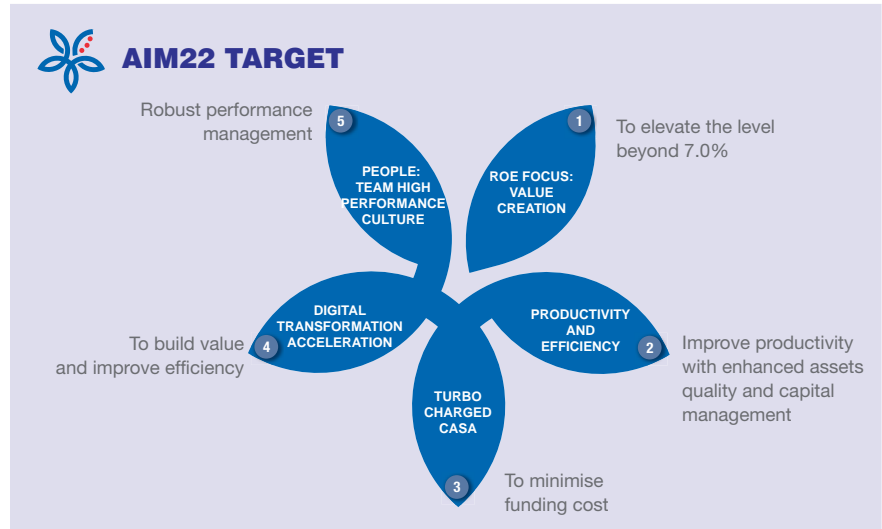 AIM22 TARGET
1
ROE FOCUS:
VALUE
CREATION
To elevate the level
beyond 7.0%
2
PRODUCTIVITY
AND
EFFICIENCY
Improve productivity
with enhanced assets
quality and capital
management
3
TURBO
CHARGED
CASA
To minimise
funding cost
4
DIGITAL
TRANSFORMATION
ACCELERATION
To build value
and improve efficiency
5
PEOPLE:
TEAM HIGH
PERFORMANCE
CULTURE
Robust performance
management